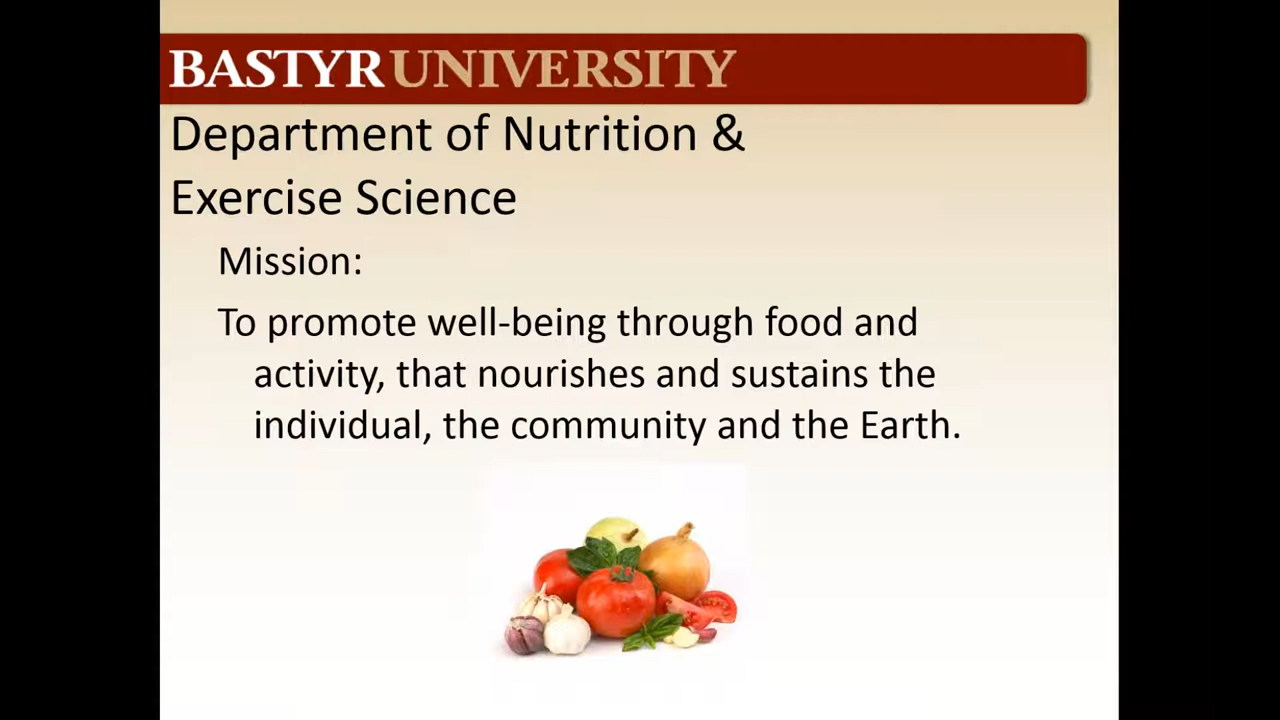 BASTYR UNIVERSITY
Department of Nutrition &
Exercise Science
Mission:
To promote well-being through food and
activity, that nourishes and sustains the
individual, the community and the Earth.